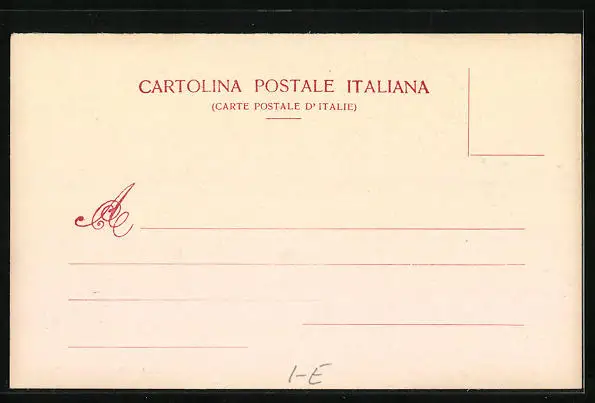 CARTOLINA POSTALE ITALIANA
(CARTE POSTALE D'ITALIE)
A
1-E